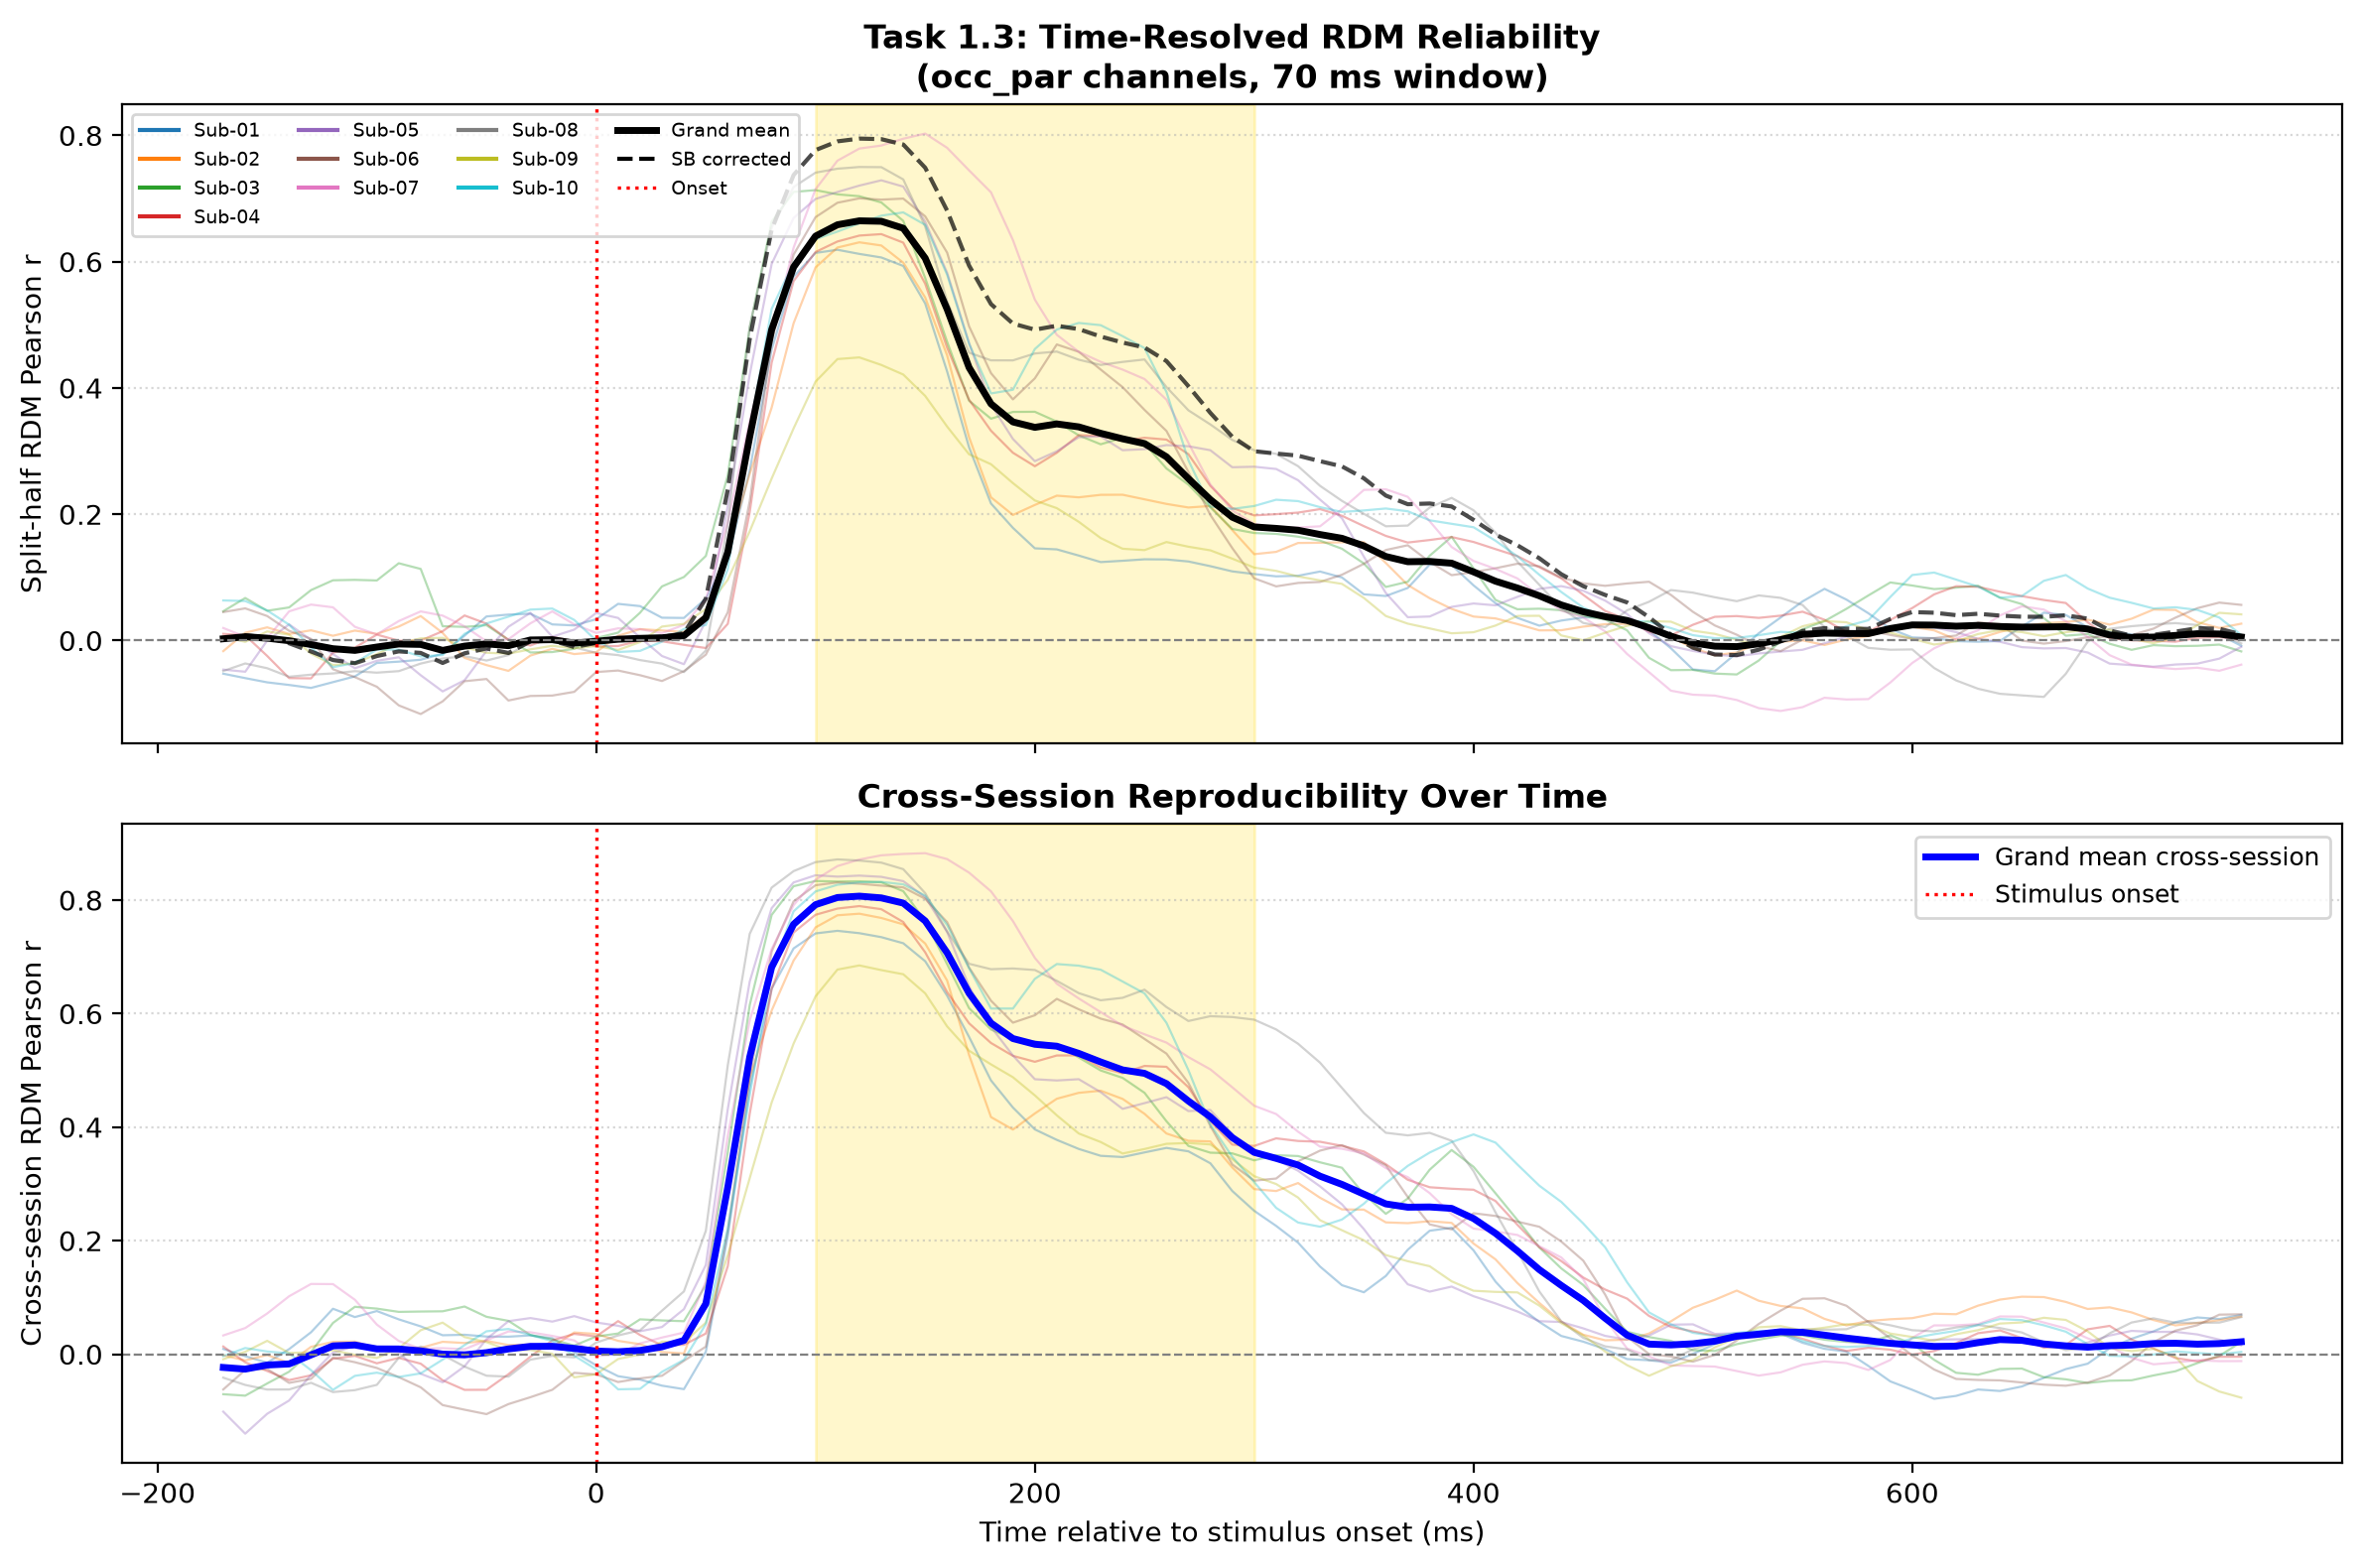 Task 1.3: Time-Resolved RDM Reliability
(occ_par channels, 70 ms window)
Sub-01
Sub-02
Sub-03
Sub-04
Sub-05
Sub-06
Sub-07
Sub-08
Sub-09
Sub-10
Grand mean
SB corrected
Onset
Split-half RDM Pearson r
0.8
0.6
0.4
0.2
0.0
Cross-Session Reproducibility Over Time
Grand mean cross-session
Stimulus onset
Cross-session RDM Pearson r
0.8
0.6
0.4
0.2
0.0
−200
0
200
400
600
Time relative to stimulus onset (ms)